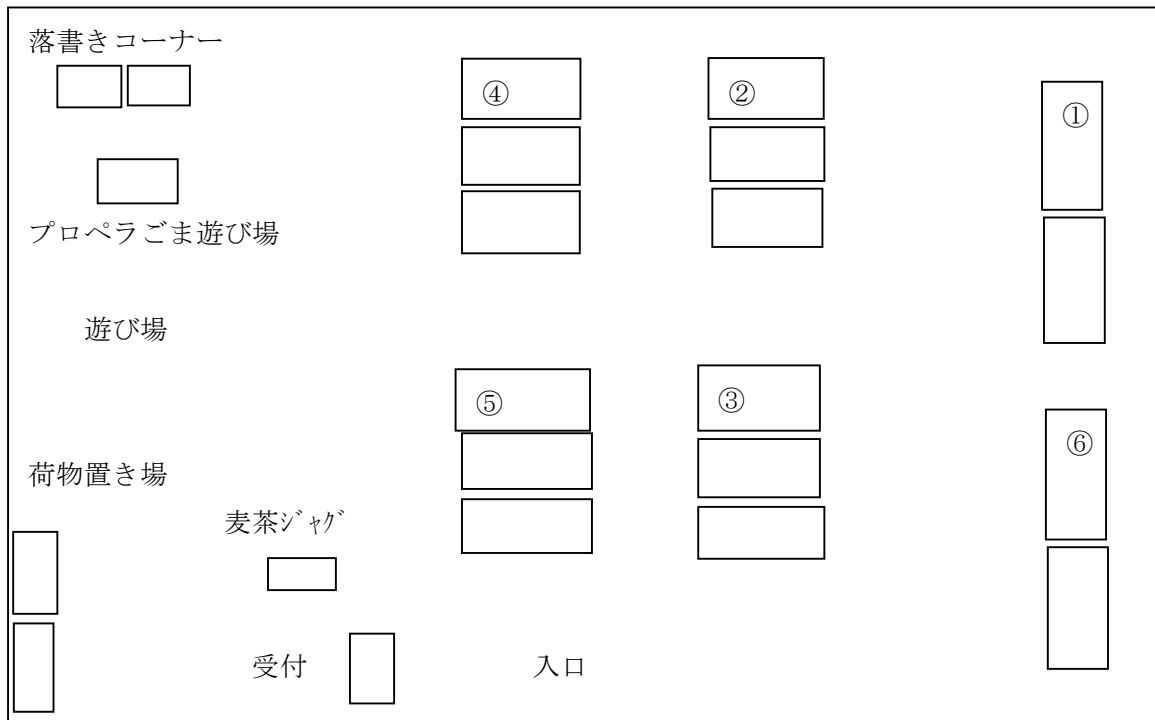 落書きコーナー
④
②
①
プロペラごま遊び場
遊び場
⑤
③
⑥
荷物置き場
麦茶ｼﾞｬｸﾞ
受付
入口